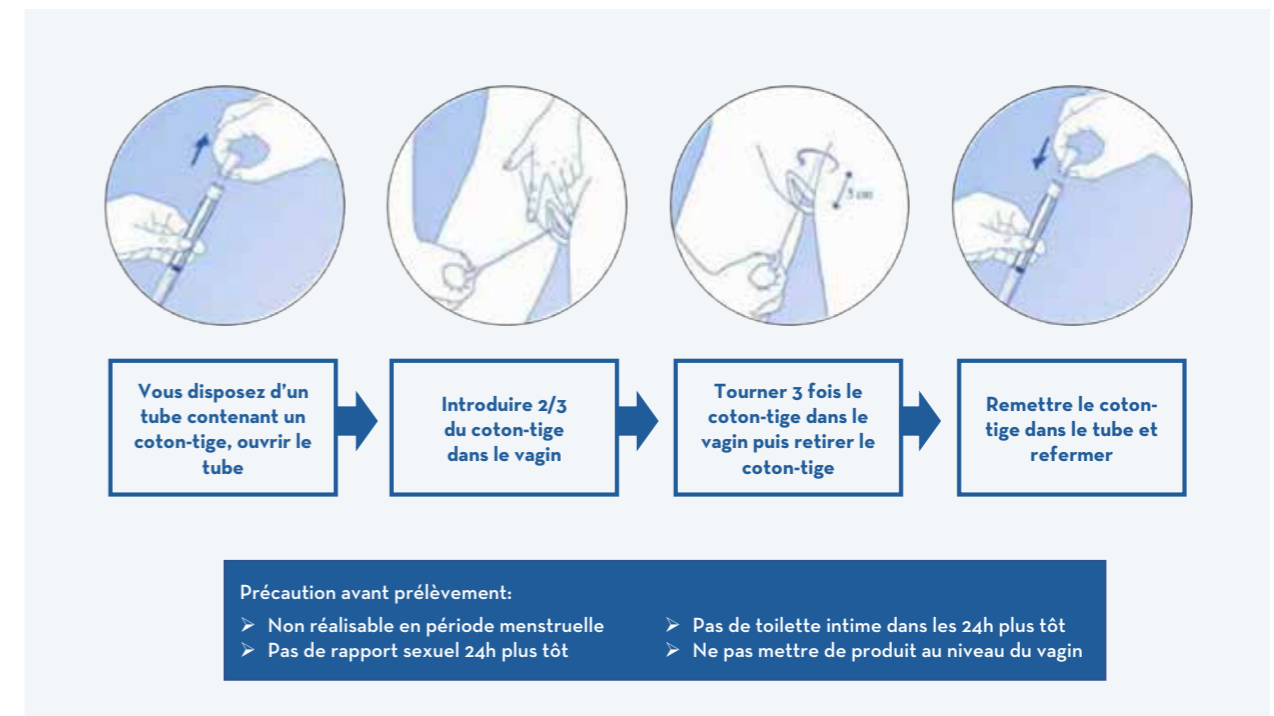 5 cm
Vous disposez d’un
tube contenant un
coton-tige, ouvrir le
tube
Introduire 2/3
du coton-tige
dans le vagin
Tourner 3 fois le
coton-tige dans le
vagin puis retirer le
coton-tige
Remettre le coton-
tige dans le tube et
refermer
Précaution avant prélèvement:
➢ Non réalisable en période menstruelle
➢ Pas de rapport sexuel 24h plus tôt
➢ Pas de toilette intime dans les 24h plus tôt
➢ Ne pas mettre de produit au niveau du vagin